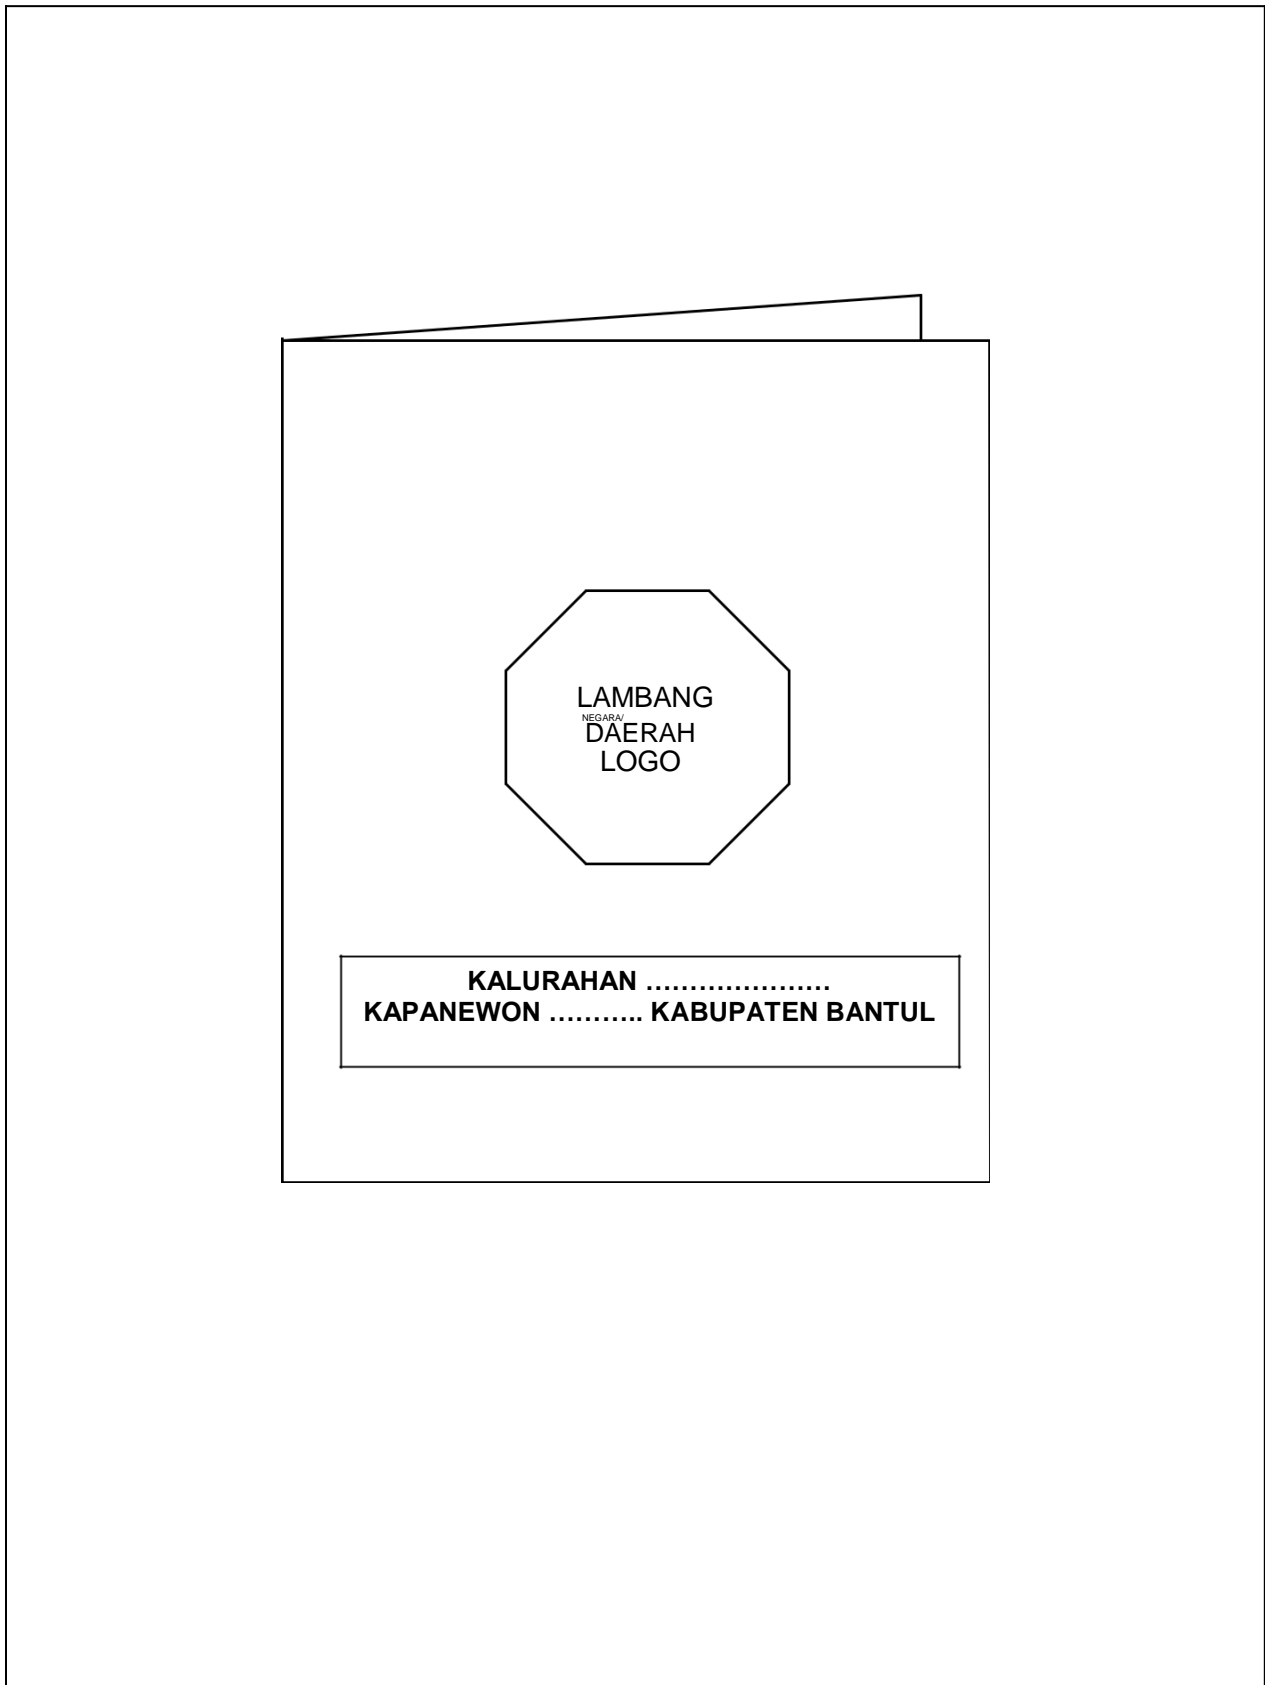 LAMBANG
NEGARA/
DAERAH
LOGO
KALURAHAN …………………
KAPANEWON ……….. KABUPATEN BANTUL